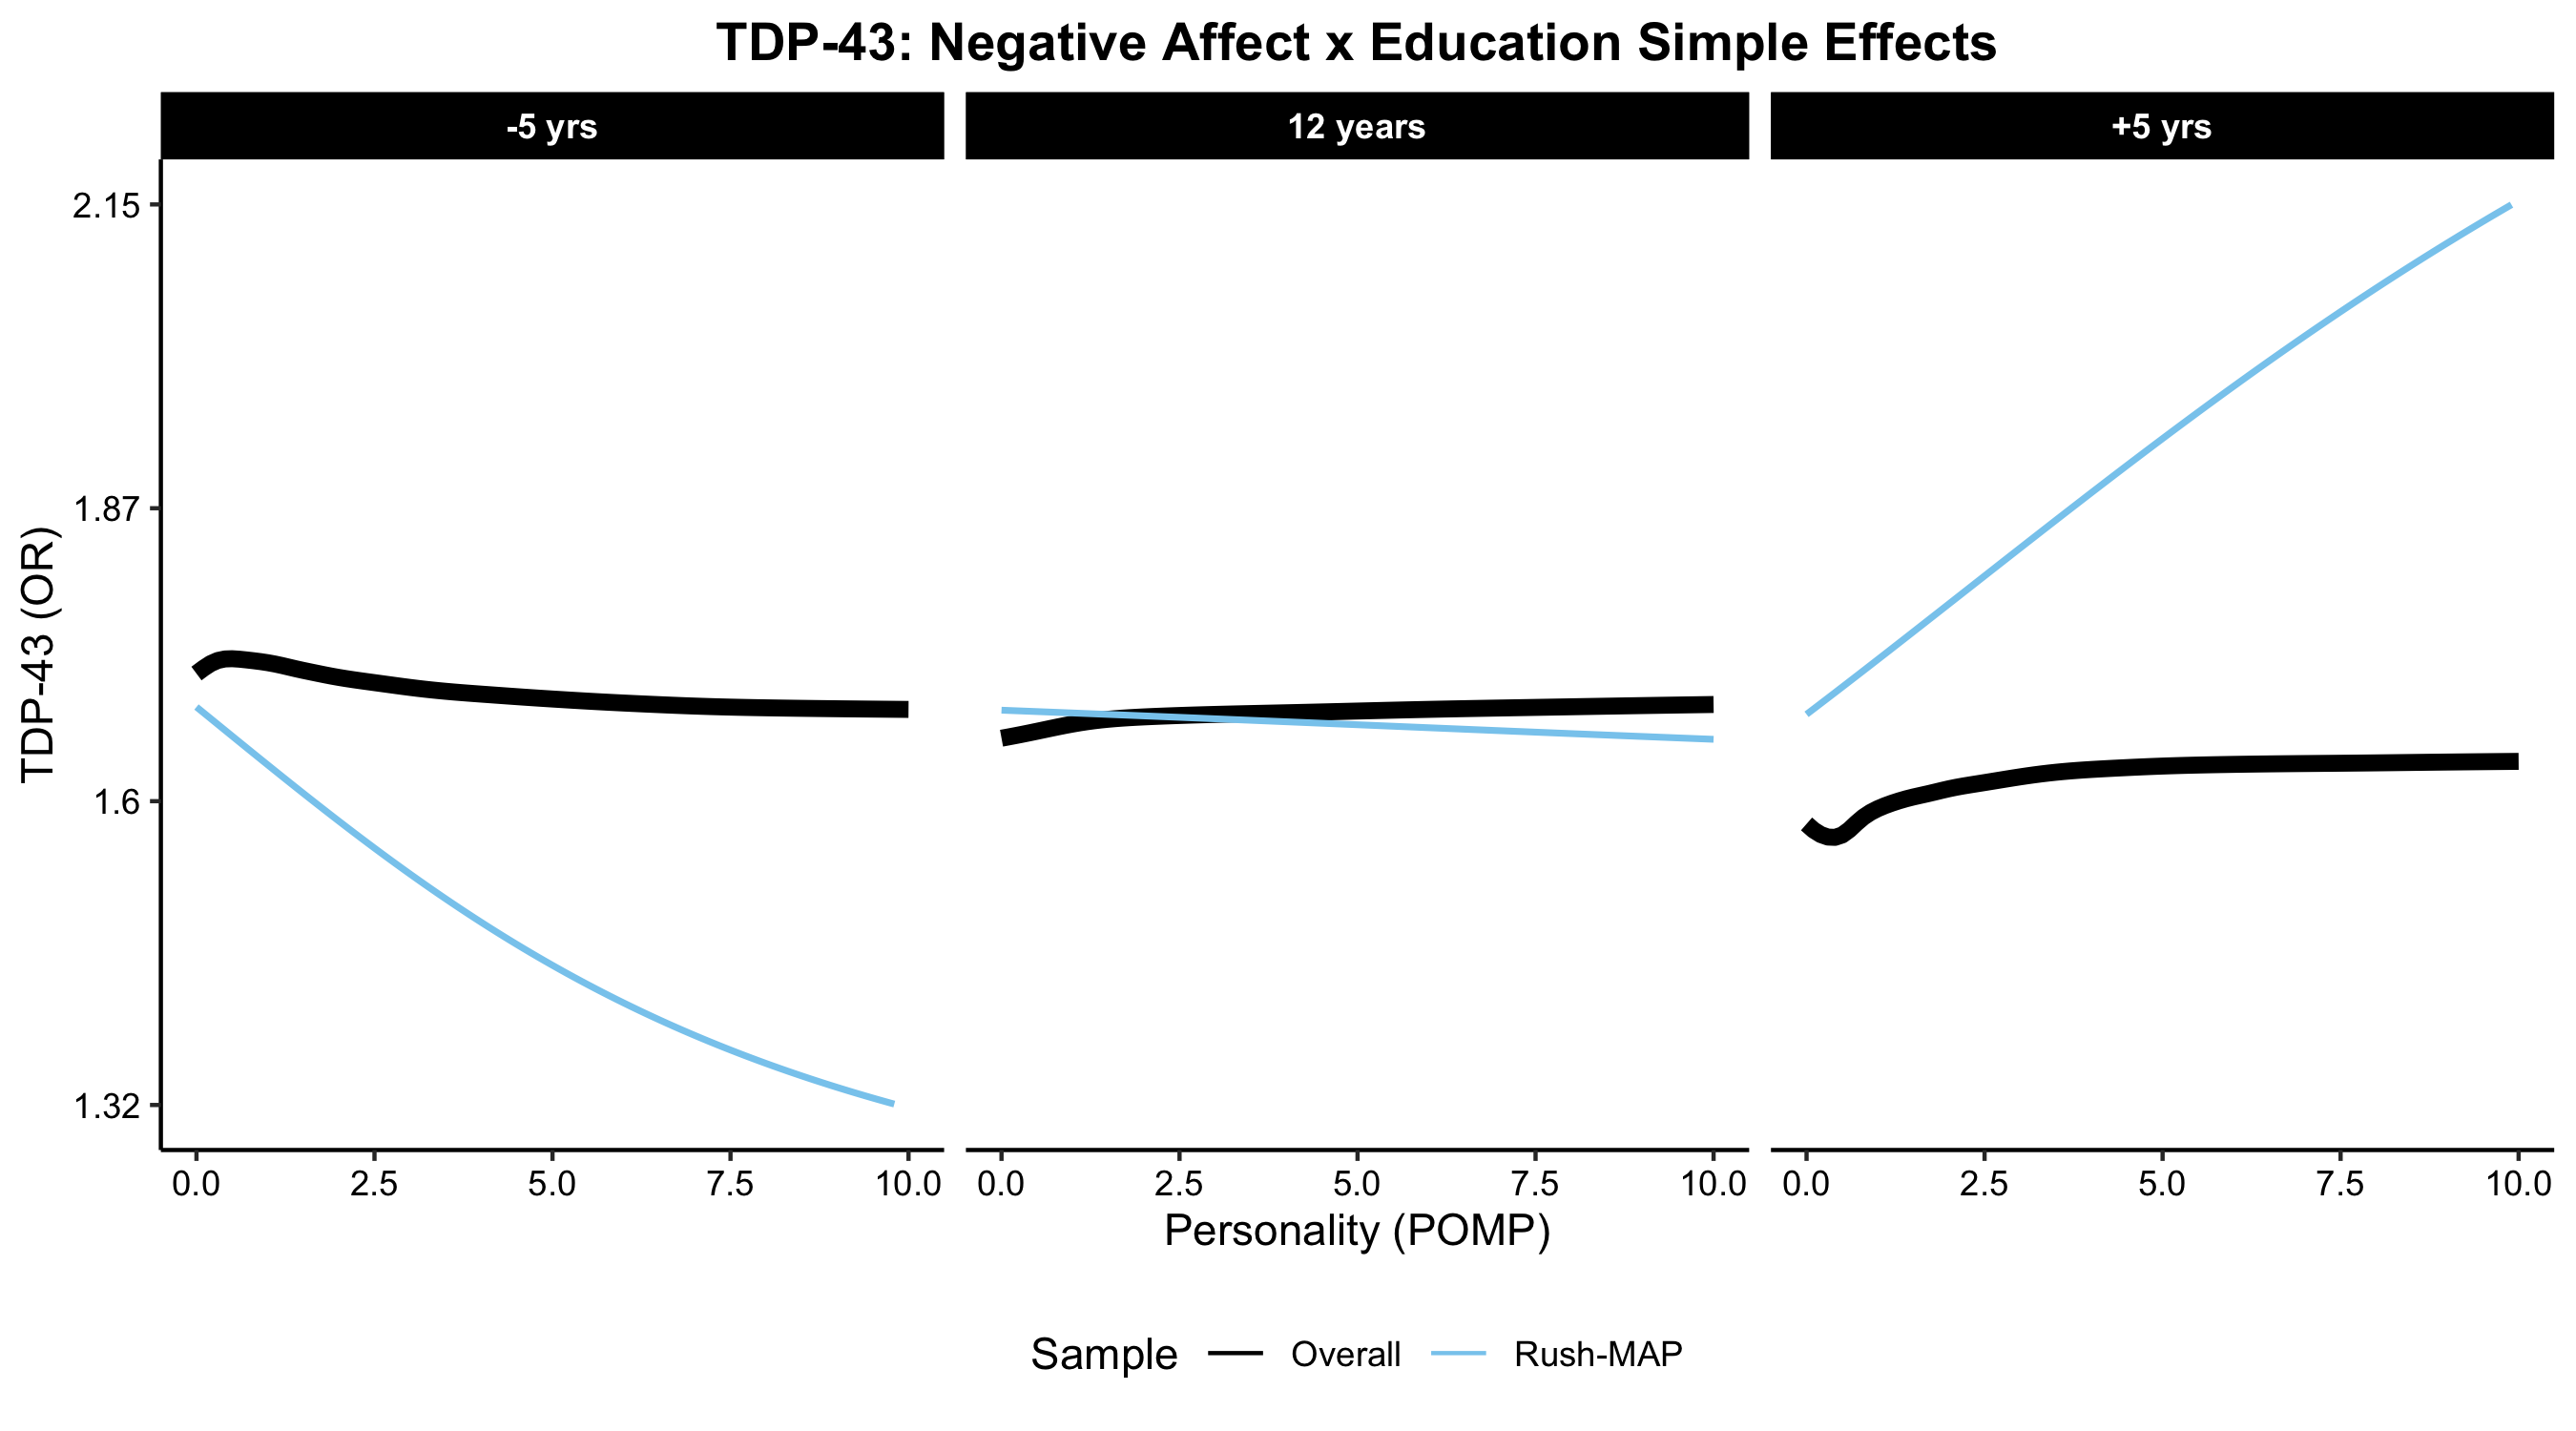 TDP-43: Negative Affect x Education Simple Effects
-5 yrs 12 years +5 yrs
2.15
1.87
1.6
1.32
TDP-43 (OR)
0.0 2.5 5.0 7.5 10.0 0.0 2.5 5.0 7.5 10.0 0.0 2.5 5.0 7.5 10.0
Personality (POMP)
Sample Overall Rush-MAP